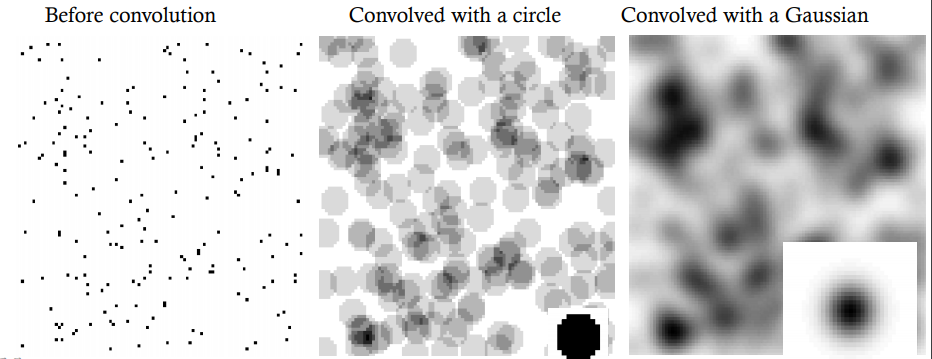 Before convolution
Convolved with a circle
Convolved with a Gaussian